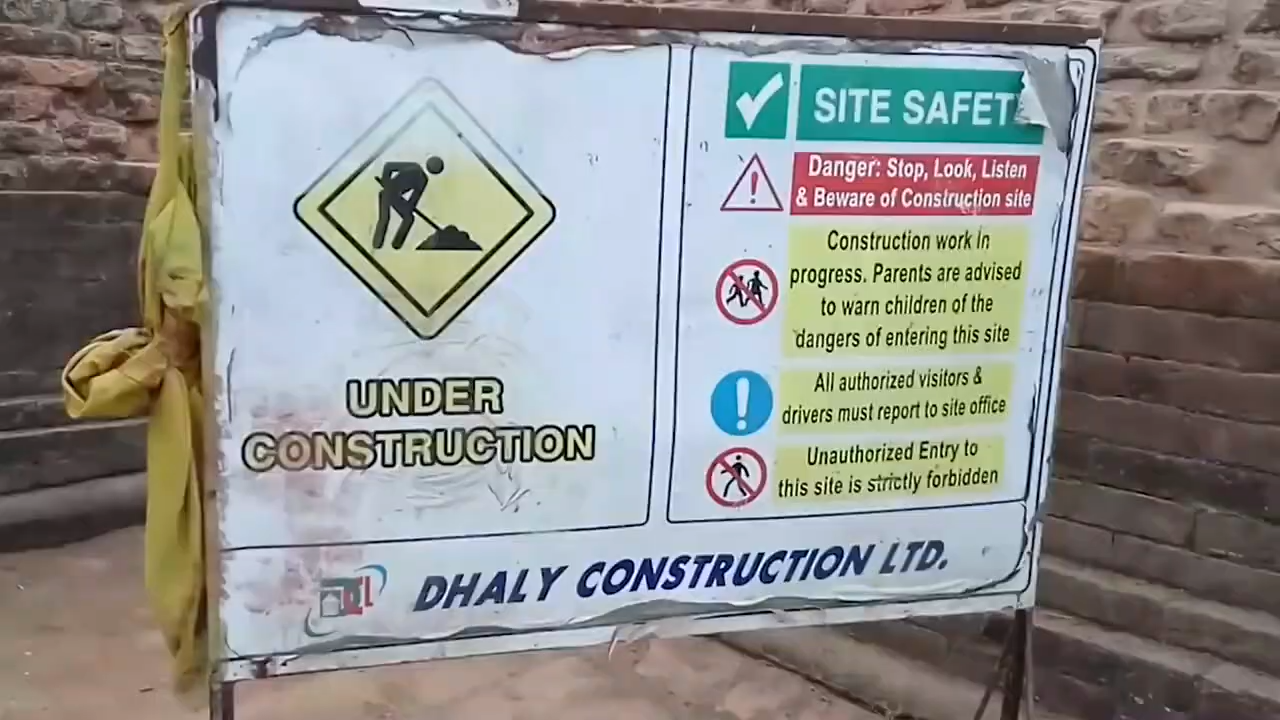 UNDER
CONSTRUCTION
SITE SAFETY
Danger: Stop, Look, Listen
& Beware of Construction site
Construction work in
progress. Parents are advised
to warn children of the
dangers of entering this site
All authorized visitors &
drivers must report to site office
Unauthorized Entry to
this site is strictly forbidden
DCL
DHALY CONSTRUCTION LTD.